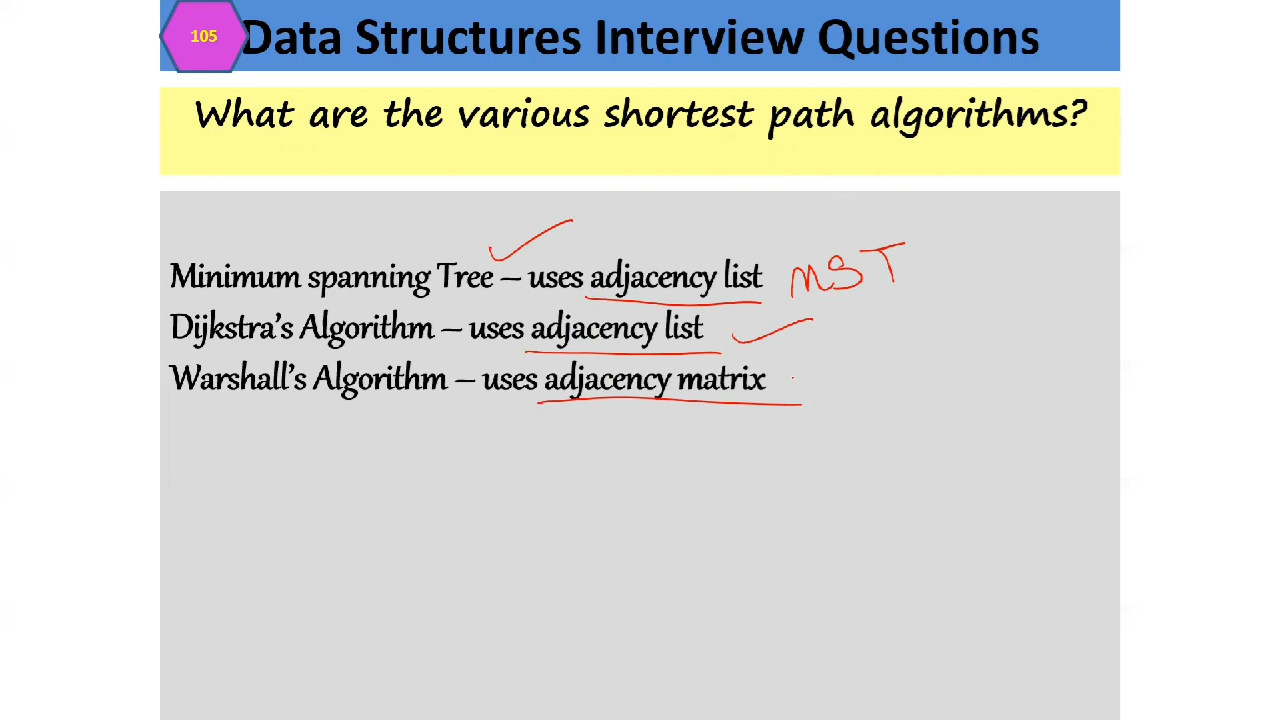 105
Data Structures Interview Questions
What are the various shortest path algorithms?
Minimum spanning Tree – uses adjacency list MST
Dijkstra's Algorithm – uses adjacency list
Warshall's Algorithm – uses adjacency matrix